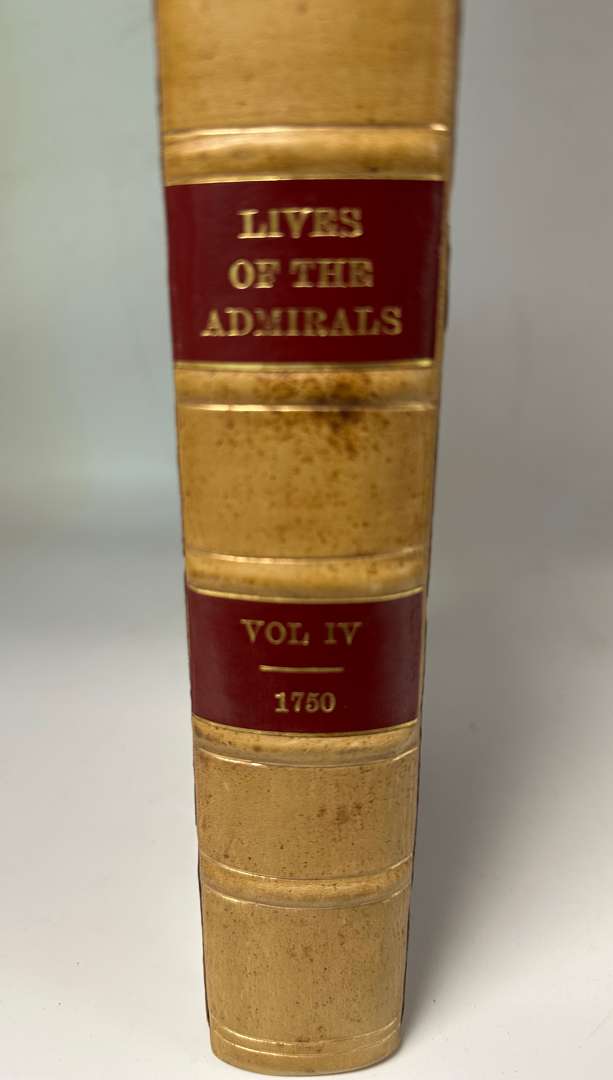 LIVES
OF THE
ADMIRALS
VOL IV
1750